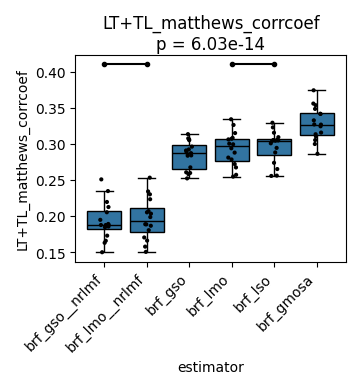 LT+TL_matthews_corrcoef
p = 6.03e-14
LT+TL_matthews_corrcoef
0.40
0.35
0.30
0.25
0.20
0.15
brf_gso__nrlmf
brf_lmo__nrlmf
brf_gso
brf_lmo
brf_lso
brf_gmosa
estimator